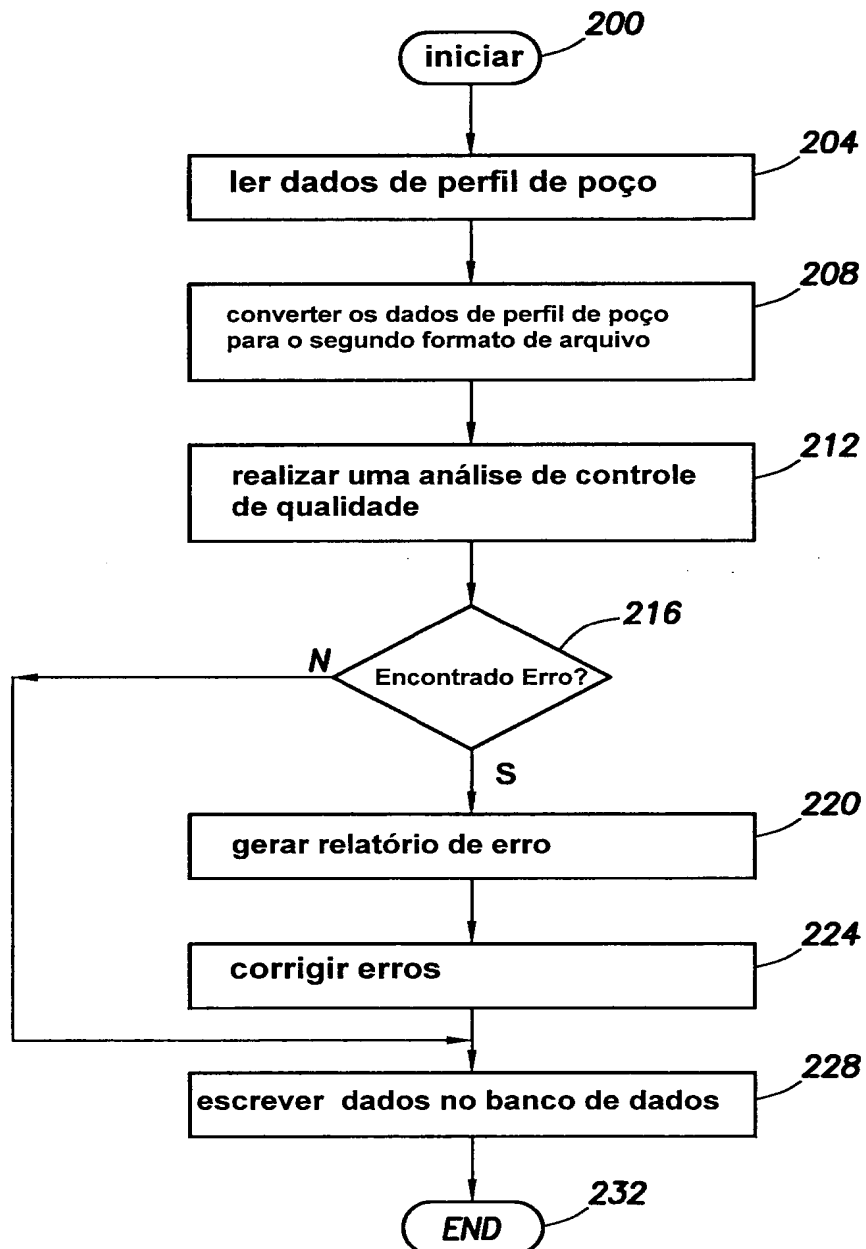 200
iniciar
204
ler dados de perfil de poço
208
converter os dados de perfil de poço
para o segundo formato de arquivo
212
realizar uma análise de controle
de qualidade
216
N
Encontrado Erro?
S
220
gerar relatório de erro
224
corrigir erros
228
escrever dados no banco de dados
232
END